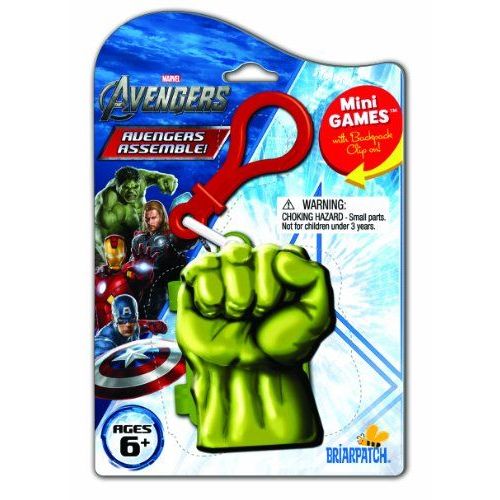 MARVEL
AVENGERS
AVENGERS
ASSEMBLE!
Mini
GAMES™
with Backpack
Clip on!
WARNING:
CHOKING HAZARD - Small parts.
Not for children under 3 years.
AGES
6+
BRIARPATCH